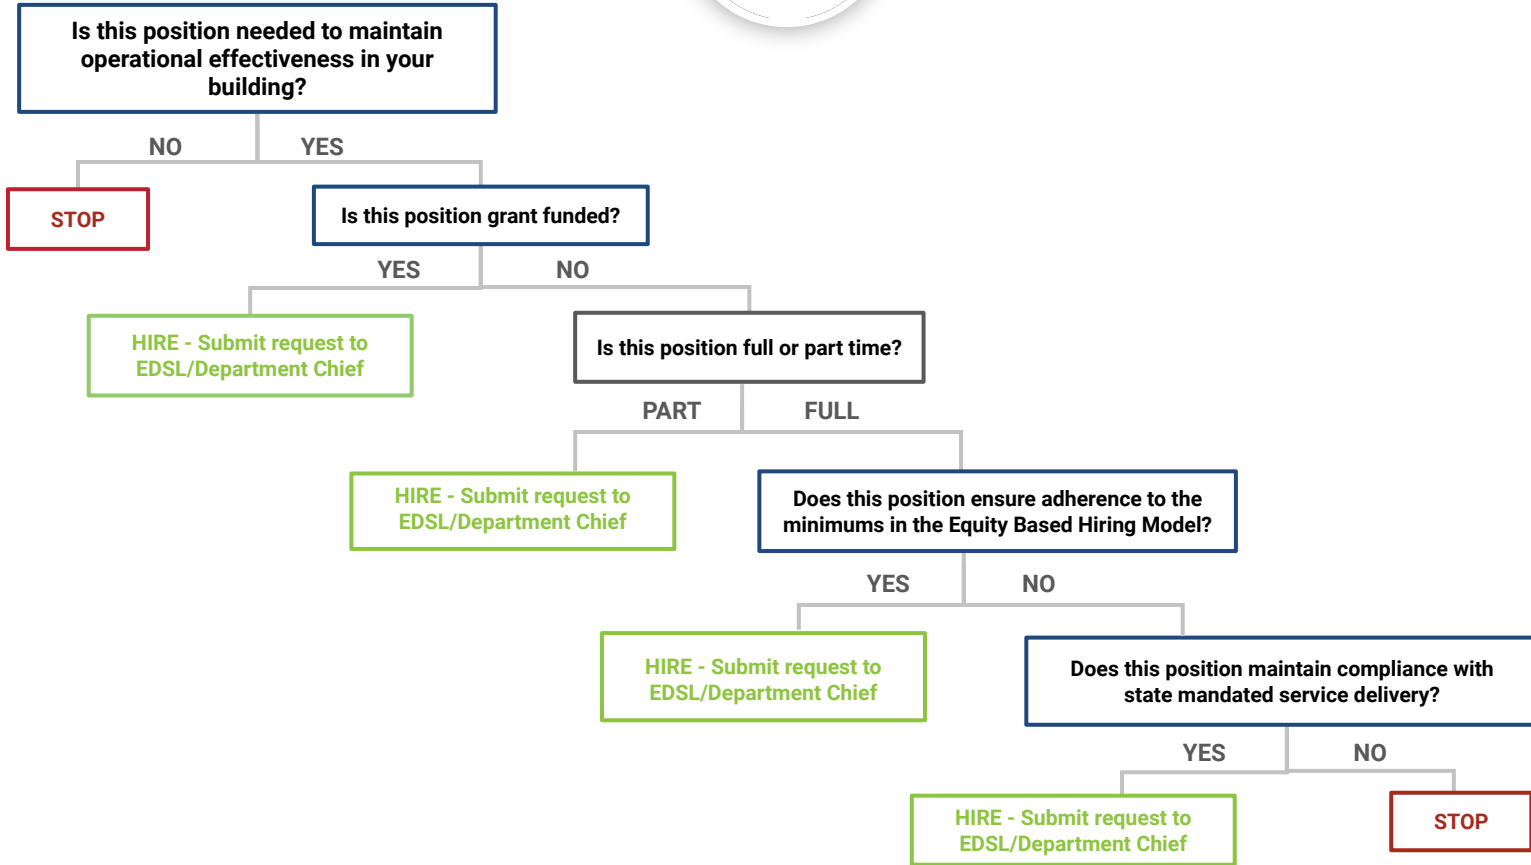 Is this position needed to maintain
operational effectiveness in your
building?
NO
YES
STOP
Is this position grant funded?
YES
NO
HIRE - Submit request to
EDSL/Department Chief
Is this position full or part time?
PART
FULL
HIRE - Submit request to
EDSL/Department Chief
Does this position ensure adherence to the
minimums in the Equity Based Hiring Model?
YES
NO
HIRE - Submit request to
EDSL/Department Chief
Does this position maintain compliance with
state mandated service delivery?
YES
NO
HIRE - Submit request to
EDSL/Department Chief
STOP